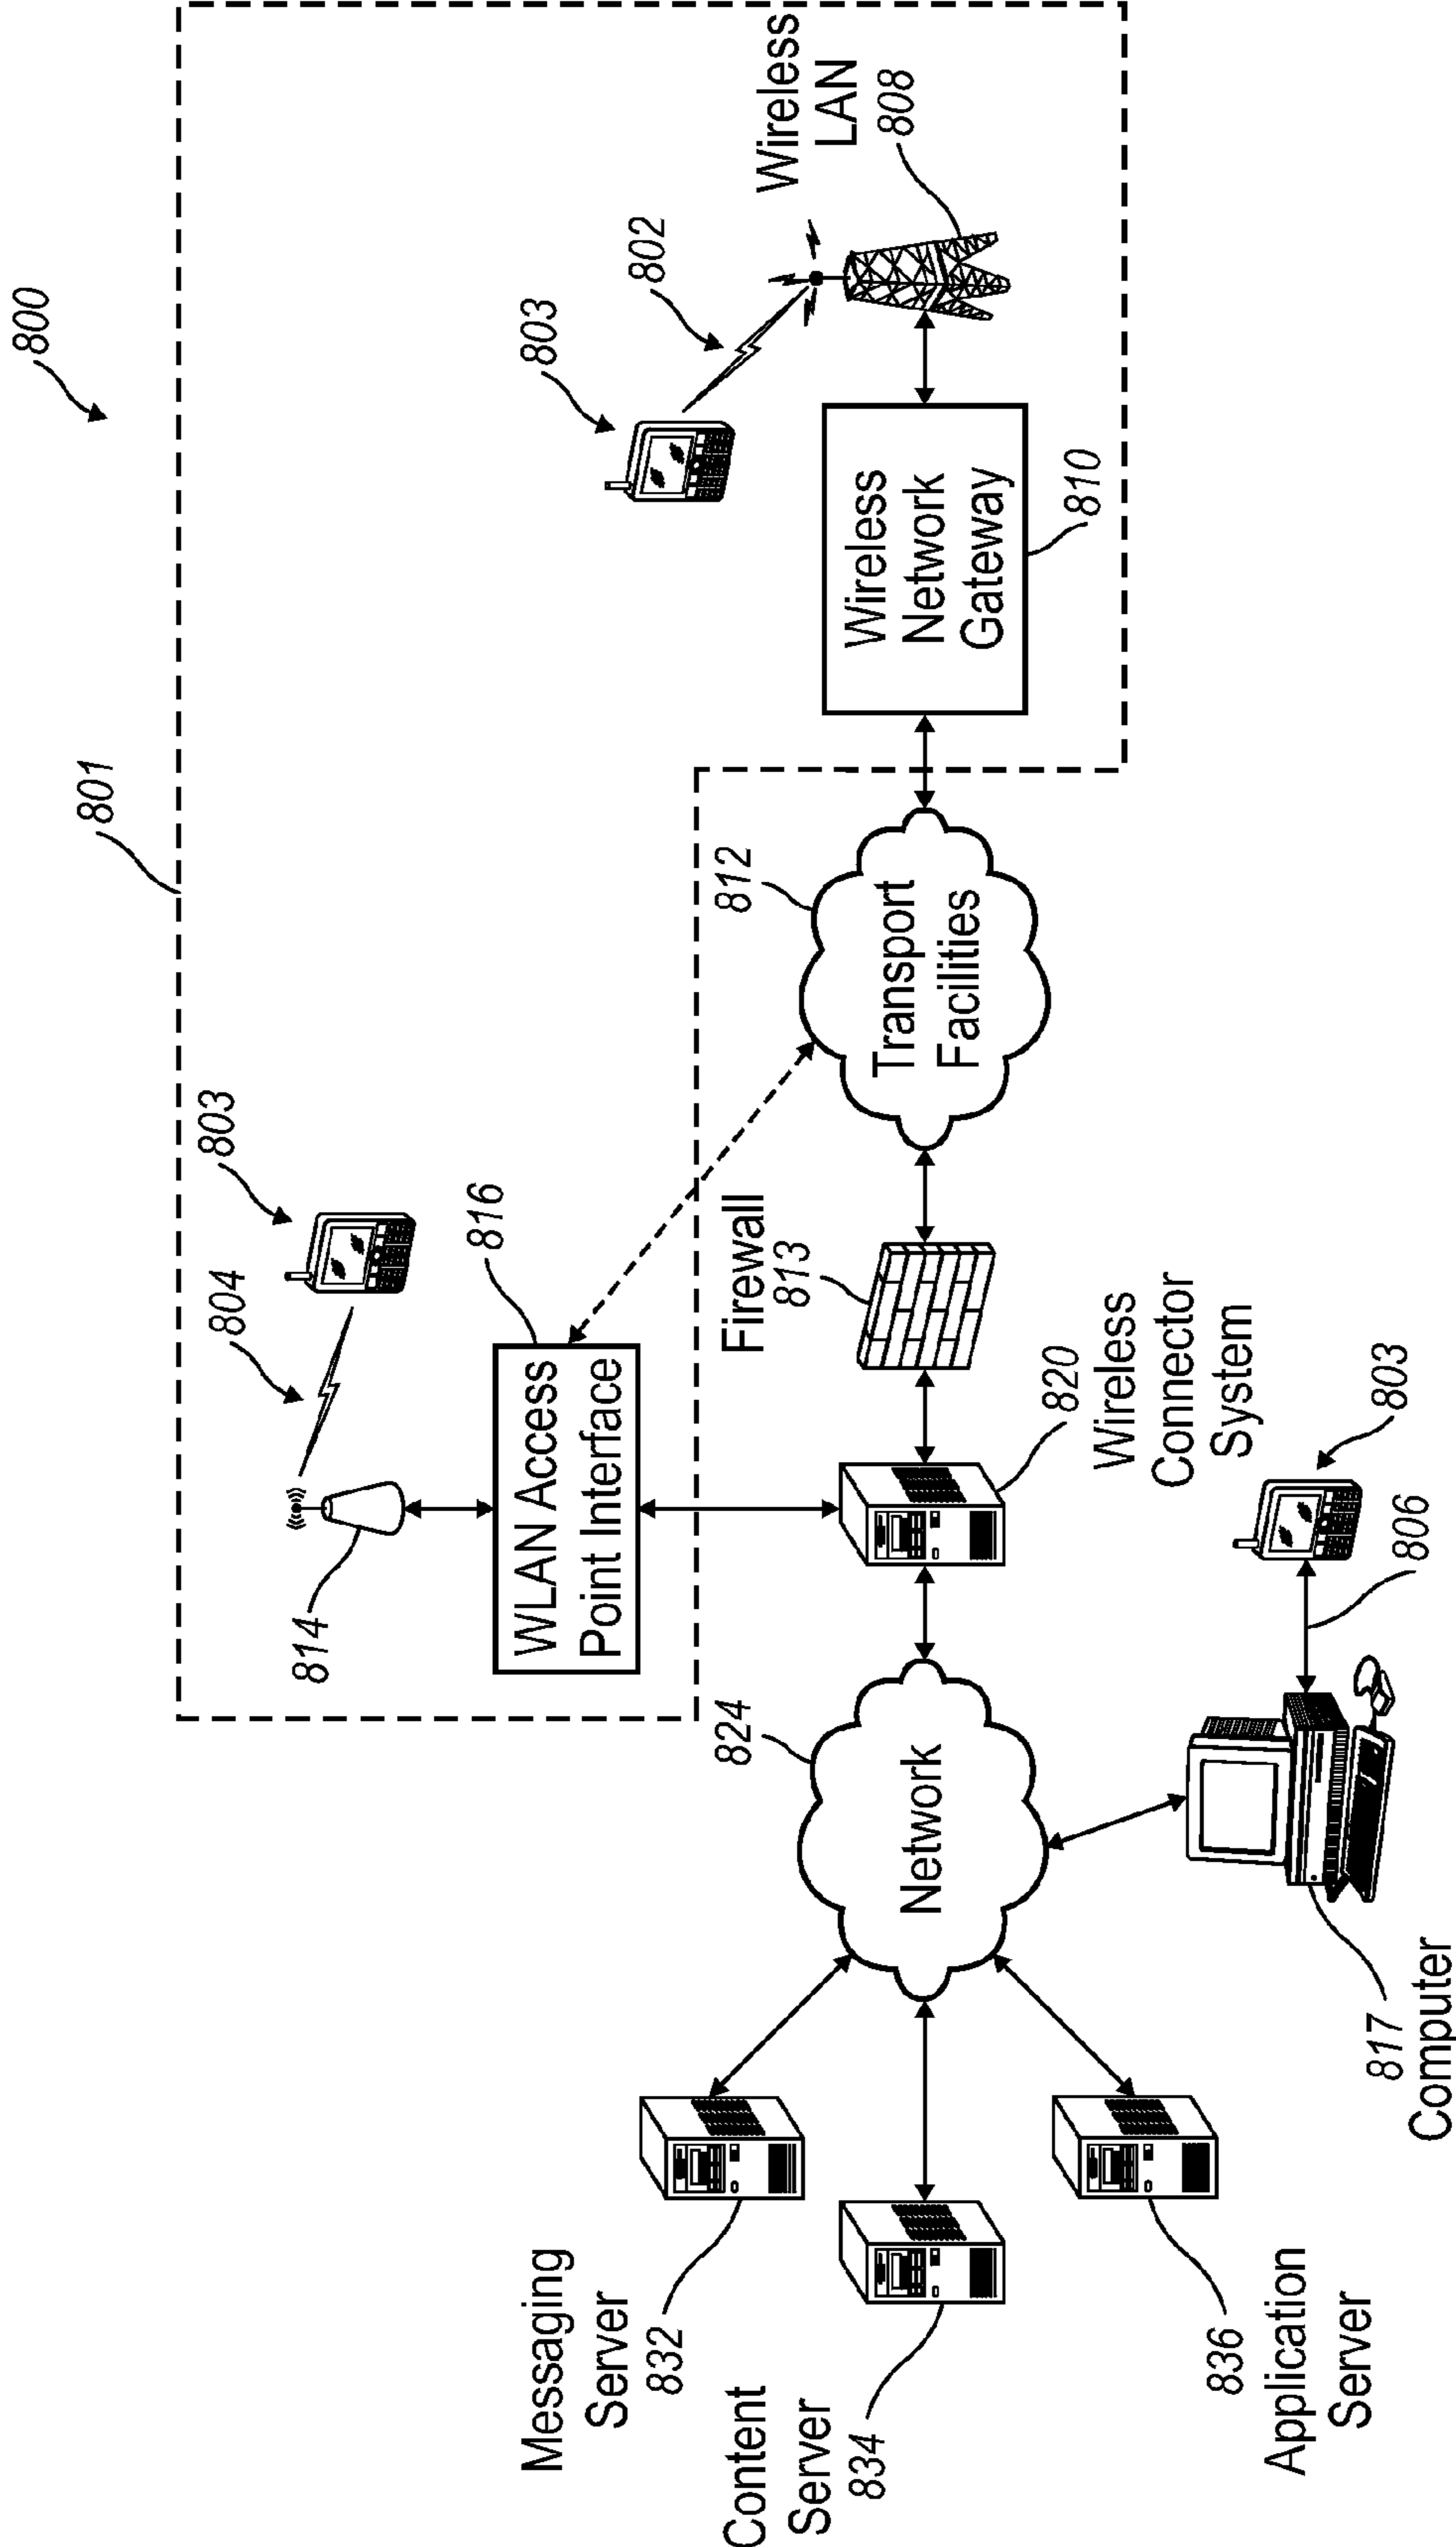 800
801
803
804
814
816
WLAN Access
Point Interface
803
802
Wireless
LAN
808
Wireless
Network
Gateway
810
812
Transport
Facilities
Firewall
813
820
Wireless
Connector
System
824
Network
803
806
817
Computer
Messaging
Server
832
Content
Server
834
836
Application
Server